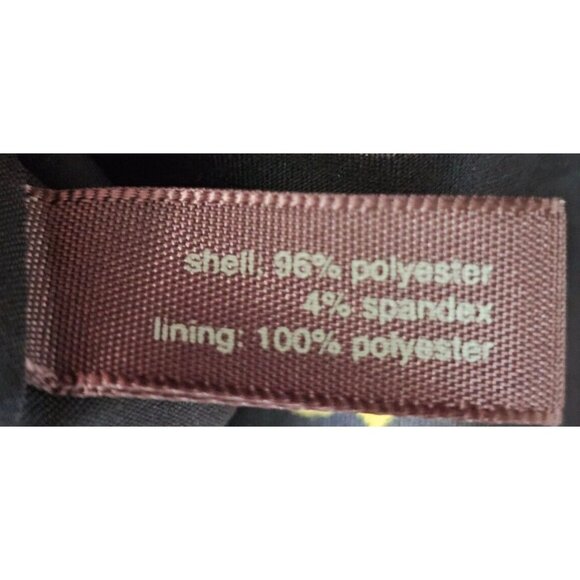 shell: 96% polyester
4% spandex
lining: 100% polyester